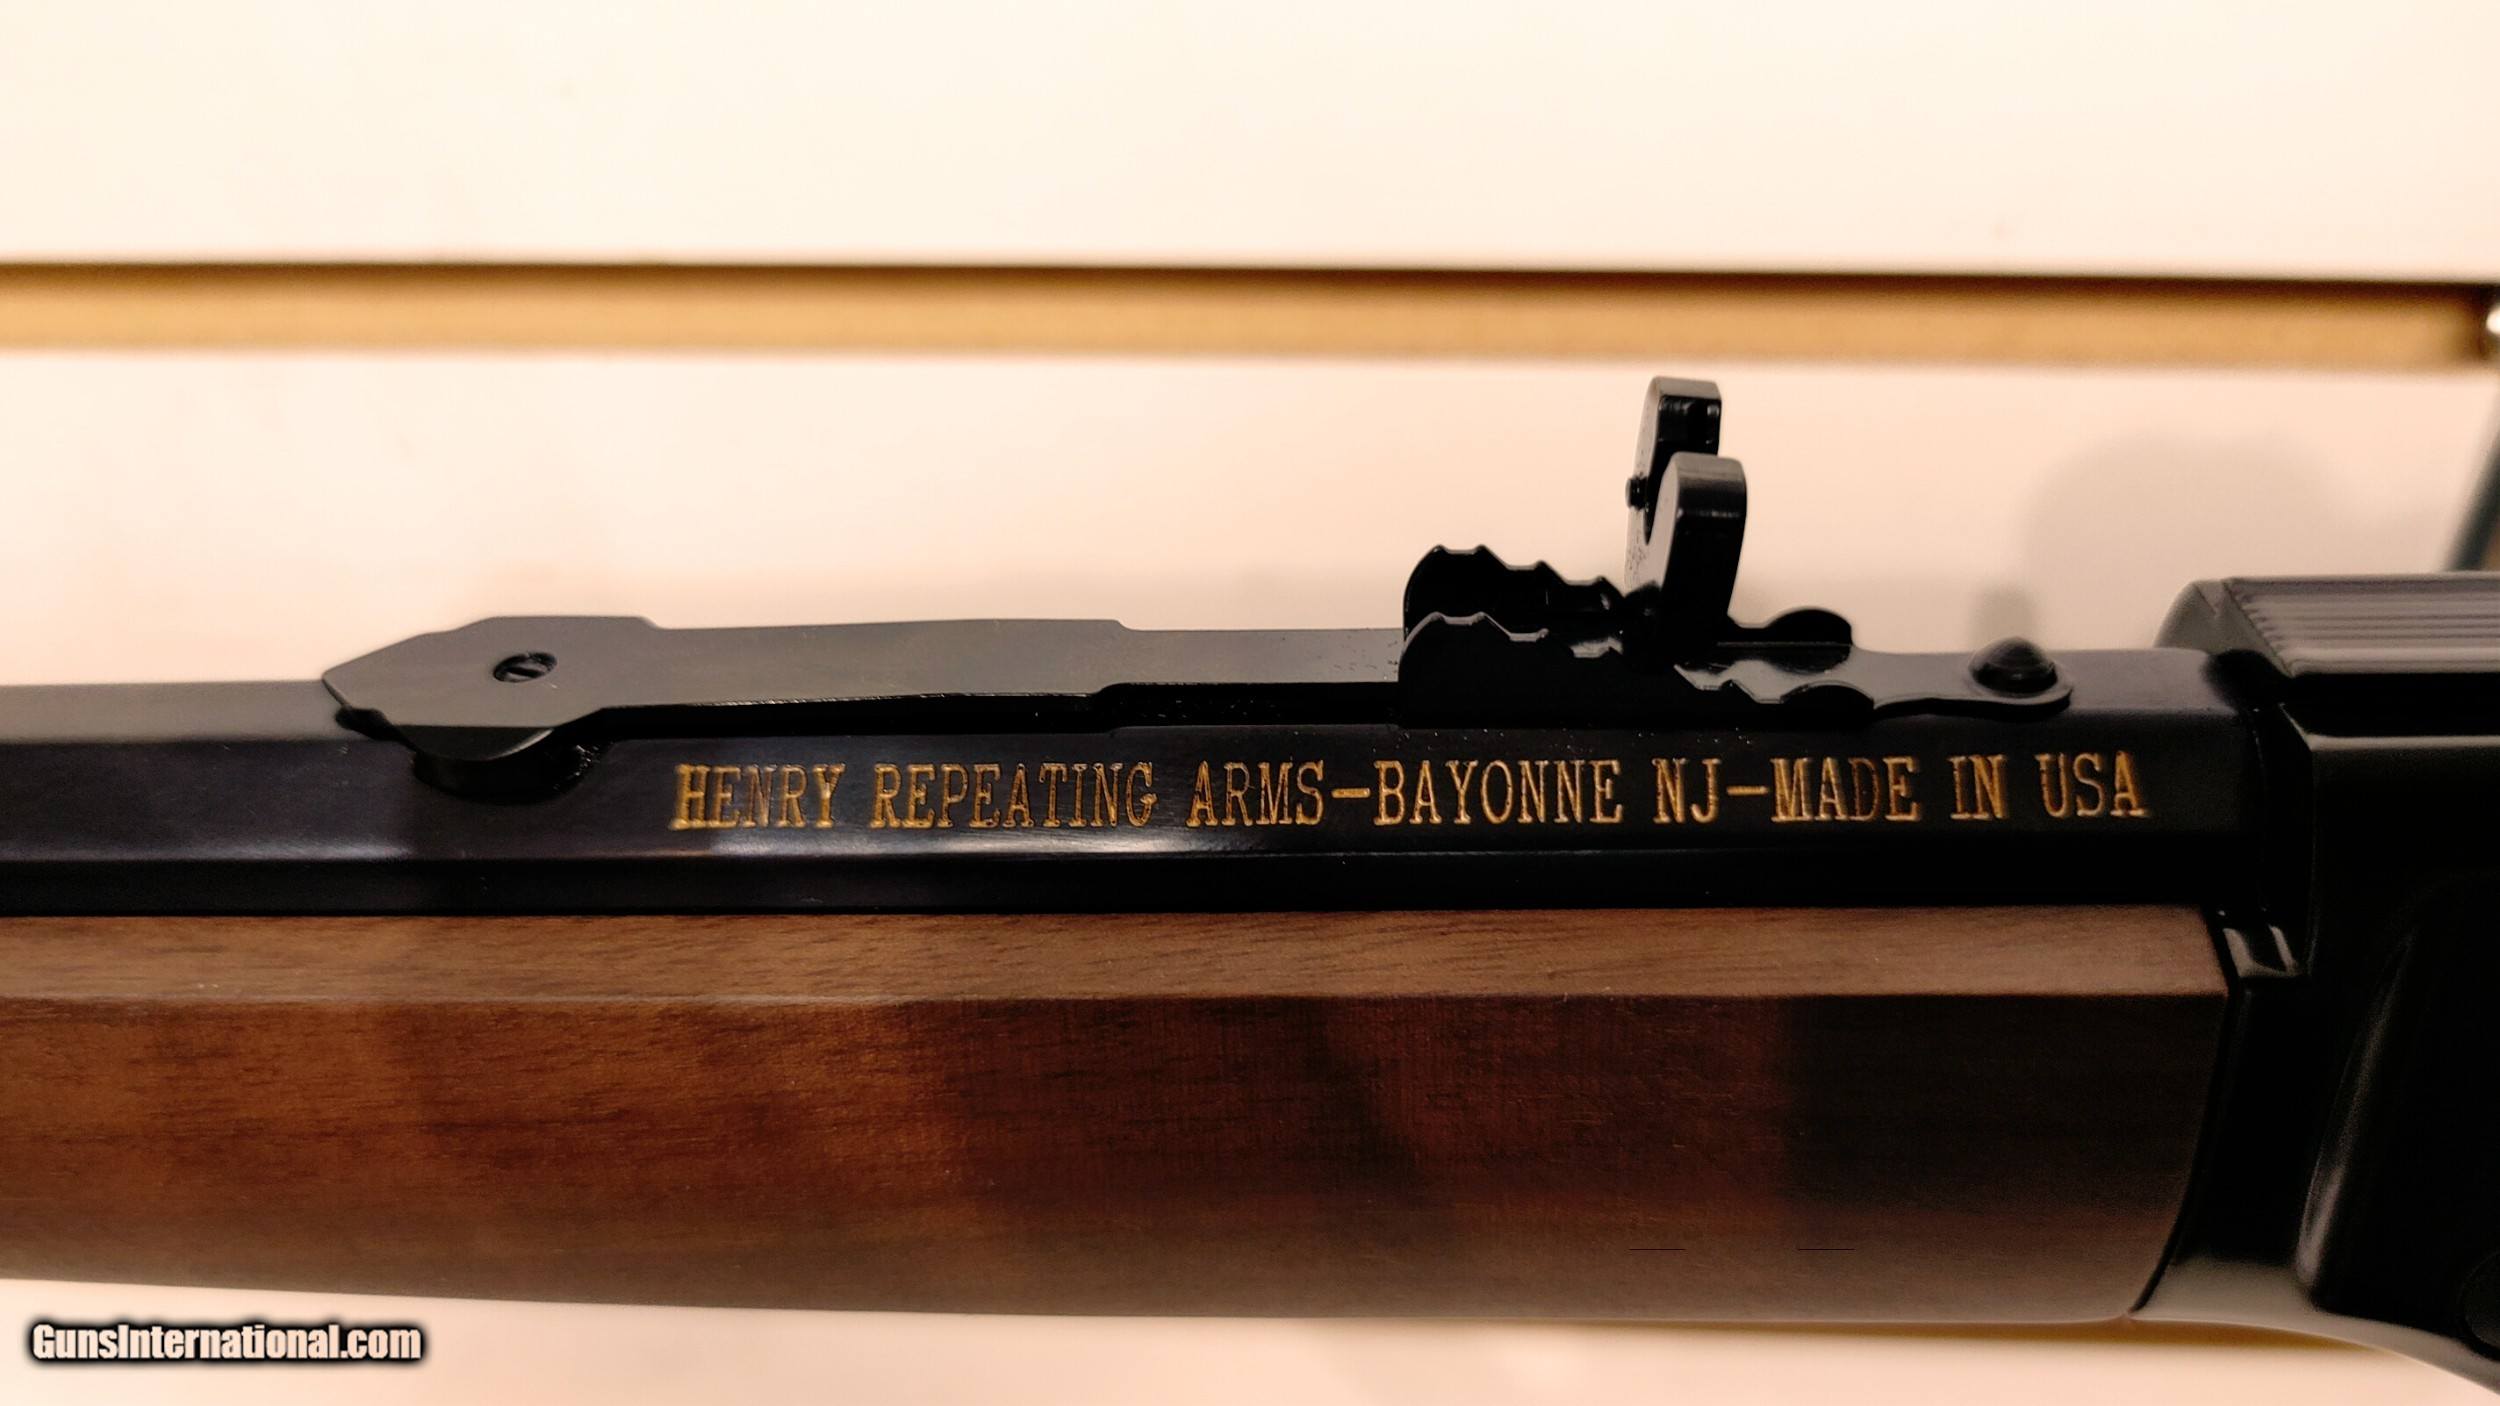 HENRY REPEATING ARMS-BAYONNE NJ-MADE IN USA
GunsInternational.com